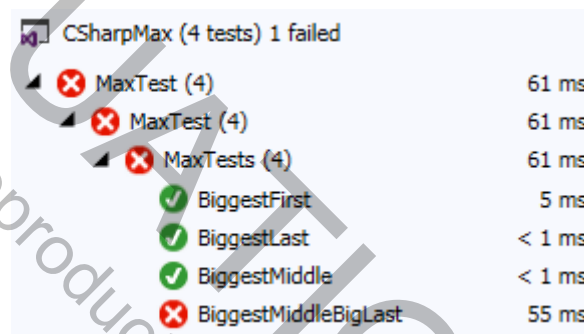 CSharpMax (4 tests) 1 failed
MaxTest (4) 61 ms
MaxTest (4) 61 ms
MaxTests (4) 61 ms
BiggestFirst 5 ms
BiggestLast < 1 ms
BiggestMiddle < 1 ms
BiggestMiddleBigLast 55 ms